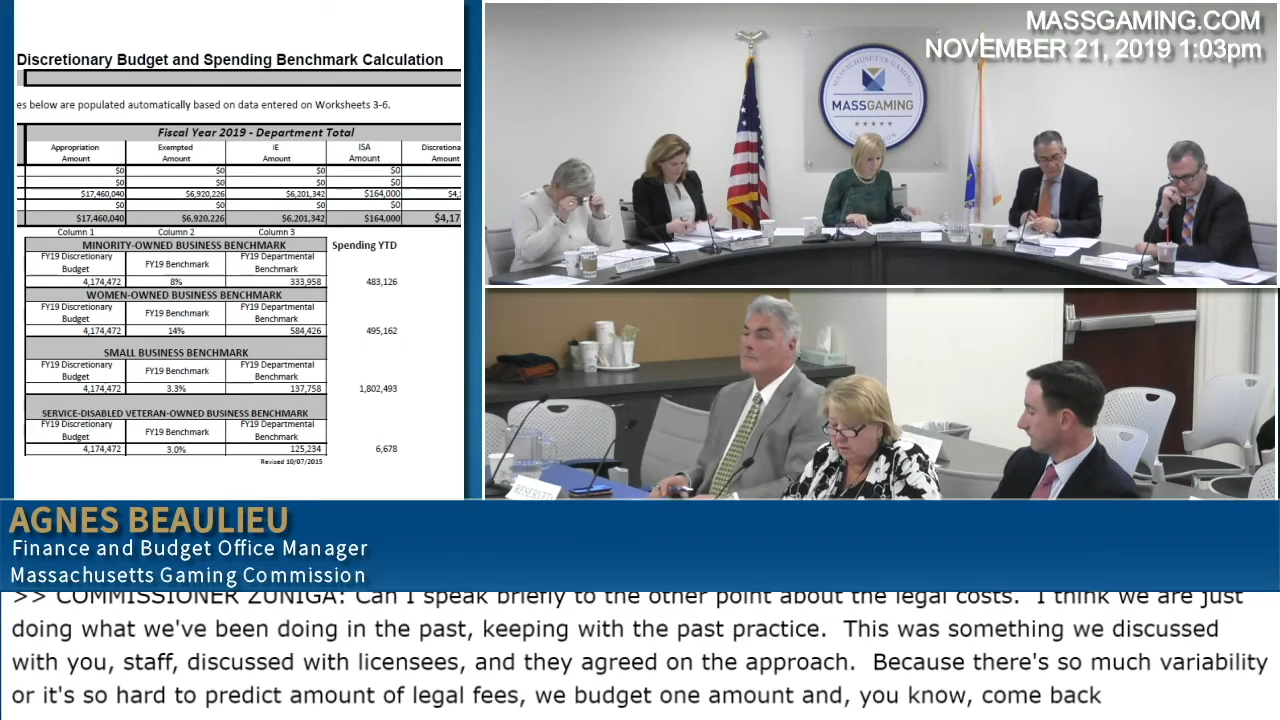 MASSGAMING.COM
NOVEMBER 21, 2019 1:03pm
Discretionary Budget and Spending Benchmark Calculation
es below are populated automatically based on data entered on Worksheets 3-6.
Fiscal Year 2019 - Department Total
Appropriation Amount Exempted Amount IE Amount ISA Amount Discretiona Amount
$0 $0 $0 $0
$0 $0 $0 $0
$17,460,040 $6,920,226 $6,201,342 $164,000 $4,
$0 $0 $0 $0
$17,460,040 $6,920,226 $6,201,342 $164,000 $4,17
Column 1 Column 2 Column 3
MINORITY-OWNED BUSINESS BENCHMARK Spending YTD
FY19 Discretionary Budget FY19 Benchmark FY19 Departmental Benchmark
4,174,472 8% 333,958 483,126
WOMEN-OWNED BUSINESS BENCHMARK
FY19 Discretionary Budget FY19 Benchmark FY19 Departmental Benchmark
4,174,472 14% 584,426 495,162
SMALL BUSINESS BENCHMARK
FY19 Discretionary Budget FY19 Benchmark FY19 Departmental Benchmark
4,174,472 3.3% 137,758 1,802,493
SERVICE-DISABLED VETERAN-OWNED BUSINESS BENCHMARK
FY19 Discretionary Budget FY19 Benchmark FY19 Departmental Benchmark
4,174,472 3.0% 125,234 6,678
Revised 10/07/2015
MASSACHUSETTS GAMING
MASSGAMING
COMMISSION
RESERVED
AGNES BEAULIEU
Finance and Budget Office Manager
Massachusetts Gaming Commission
>> COMMISSIONER ZUNIGA: Can I speak briefly to the other point about the legal costs. I think we are just
doing what we've been doing in the past, keeping with the past practice. This was something we discussed
with you, staff, discussed with licensees, and they agreed on the approach. Because there's so much variability
or it's so hard to predict amount of legal fees, we budget one amount and, you know, come back